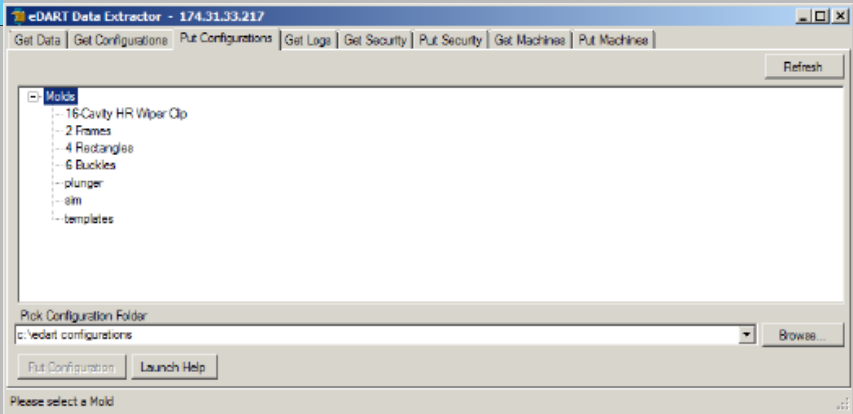 eDART Data Extractor - 174.31.33.217
Get Data Get Configurations Put Configurations Get Logs Get Security Put Security Get Machines Put Machines
Refresh
Molds
16-Cavity HR Wiper Clip
2 Frames
4 Rectangles
6 Buckles
plunger
sim
templates
Pick Configuration Folder
c:\edart configurations
Browse...
Put Configuration Launch Help
Please select a Mold